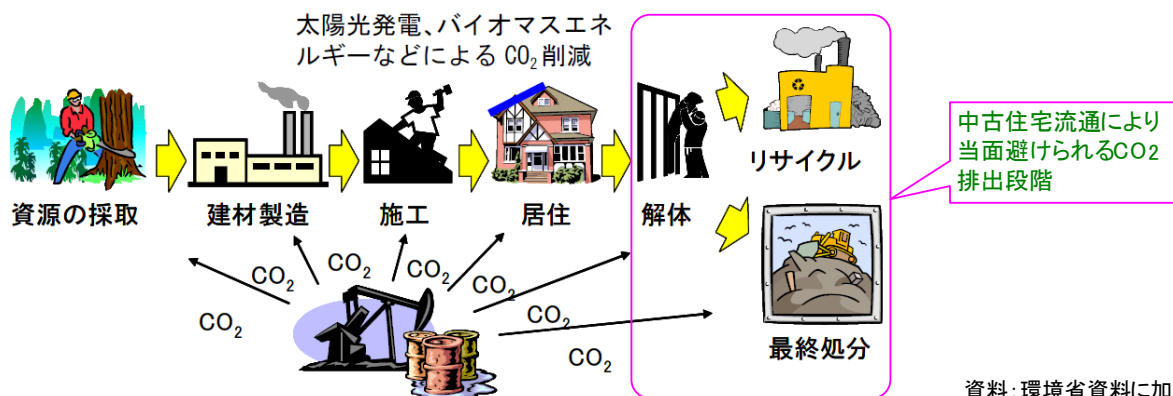 太陽光発電、バイオマスエネ
ルギーなどによるCO₂削減
資源の採取
建材製造
施工
居住
解体
リサイクル
最終処分
中古住宅流通により
当面避けられるCO2
排出段階
CO₂
CO₂
CO₂
CO₂
CO₂
CO₂
CO₂
資料:環境省資料に加